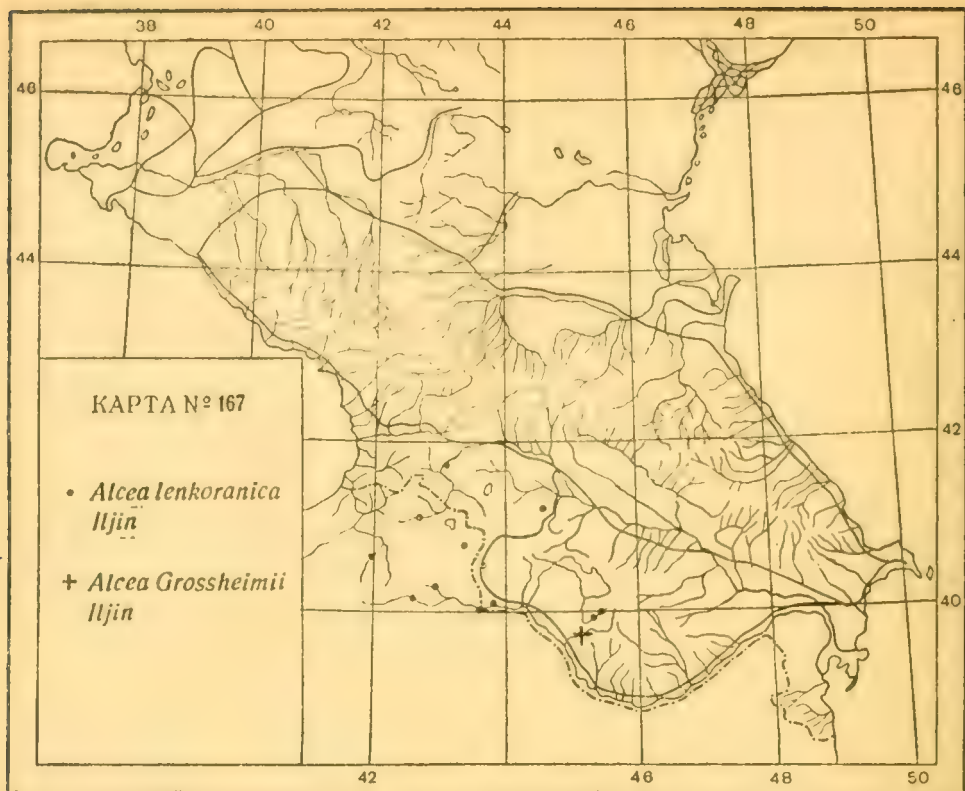 38 40 42 44 46 48 50
46 46
44 44
42
40
КАРТА № 167
• Alcea lenkoranica
Iljin
+ Alcea Grossheimii
Iljin
42 44 46 48 50